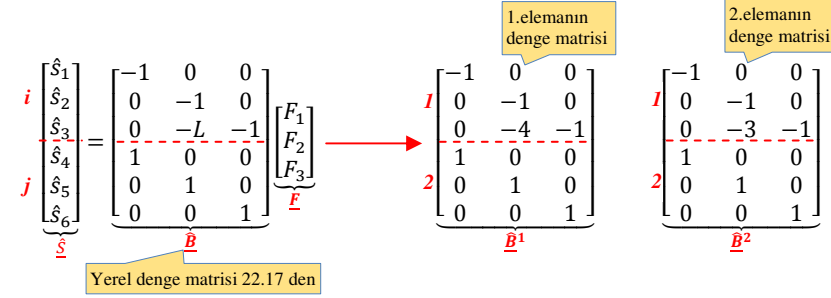 1.elemanın
denge matrisi
2.elemanın
denge matrisi
i
j
ŝ1
ŝ2
ŝ3
ŝ4
ŝ5
ŝ6
=
−1 0 0
0 −1 0
0 −L −1
1 0 0
0 1 0
0 0 1
F1
F2
F3
1
2
−1 0 0
0 −1 0
0 −4 −1
1 0 0
0 1 0
0 0 1
1
2
−1 0 0
0 −1 0
0 −3 −1
1 0 0
0 1 0
0 0 1
Ŝ
B̂
F
B̂¹
B̂²
Yerel denge matrisi 22.17 den